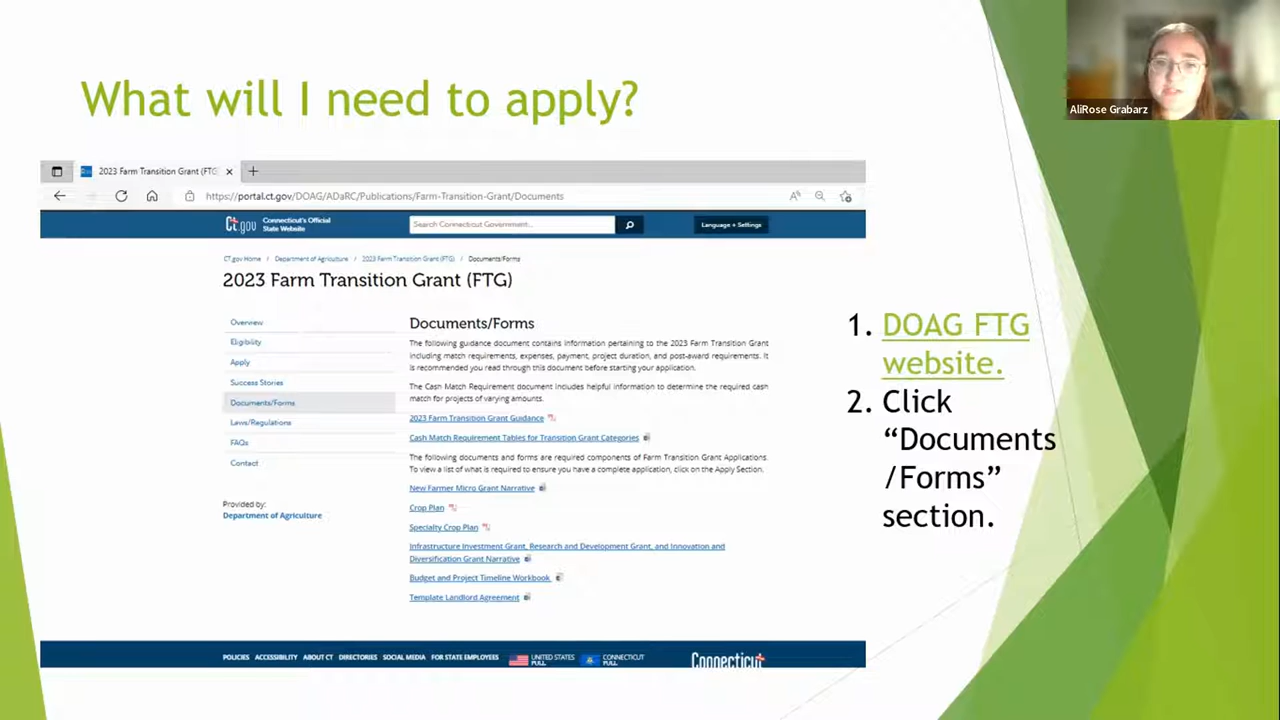 What will I need to apply?
AliRose Grabarz
2023 Farm Transition Grant (FTG
https://portal.ct.gov/DOAG/ADaRC/Publications/Farm-Transition-Grant/Documents
Ct.gov
Connecticut's Official
State Website
Search Connecticut Government...
Language + Settings
CT.gov Home / Department of Agriculture / 2023 Farm Transition Grant (FTG) / Documents/Forms
2023 Farm Transition Grant (FTG)
Overview
Eligibility
Apply
Success Stories
Documents/Forms
Laws/Regulations
FAQs
Contact
Provided by:
Department of Agriculture
Documents/Forms
The following guidance document contains information pertaining to the 2023 Farm Transition Grant
including match requirements, expenses, payment, project duration, and post-award requirements. It
is recommended you read through this document before starting your application.
The Cash Match Requirement document includes helpful information to determine the required cash
match for projects of varying amounts.
2023 Farm Transition Grant Guidance
Cash Match Requirement Tables for Transition Grant Categories
The following documents and forms are required components of Farm Transition Grant Applications.
To view a list of what is required to ensure you have a complete application, click on the Apply Section.
New Farmer Micro Grant Narrative
Crop Plan
Specialty Crop Plan
Infrastructure Investment Grant, Research and Development Grant, and Innovation and
Diversification Grant Narrative
Budget and Project Timeline Workbook
Template Landlord Agreement
POLICIES ACCESSIBILITY ABOUT CT DIRECTORIES SOCIAL MEDIA FOR STATE EMPLOYEES
UNITED STATES
FULL
CONNECTICUT
FULL
Connecticut
1. DOAG FTG
website.
2. Click
“Documents
/Forms”
section.